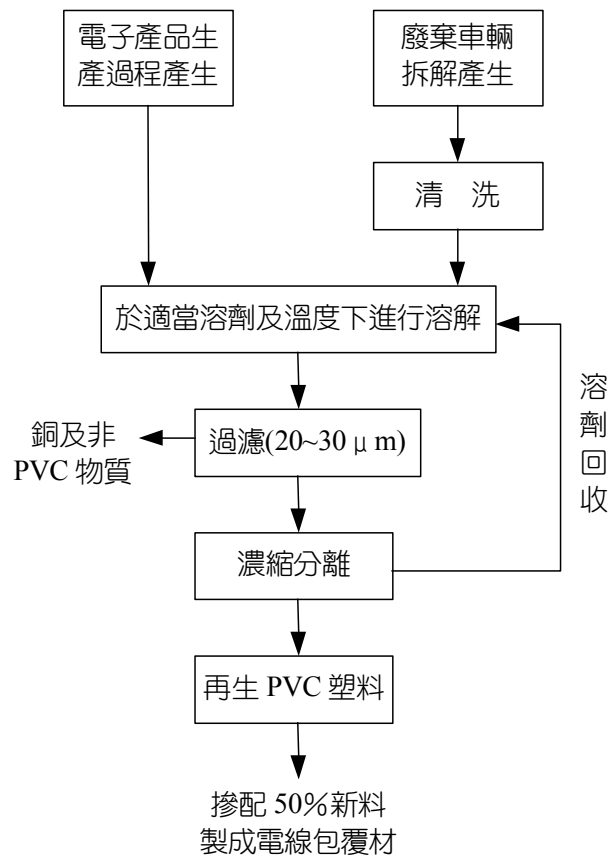 電子產品生
產過程產生
廢棄車輛
拆解產生
清 洗
於適當溶劑及溫度下進行溶解
溶
劑
回
收
銅及非
PVC 物質
過濾(20~30 μ m)
濃縮分離
再生 PVC 塑料
摻配 50%新料
製成電線包覆材